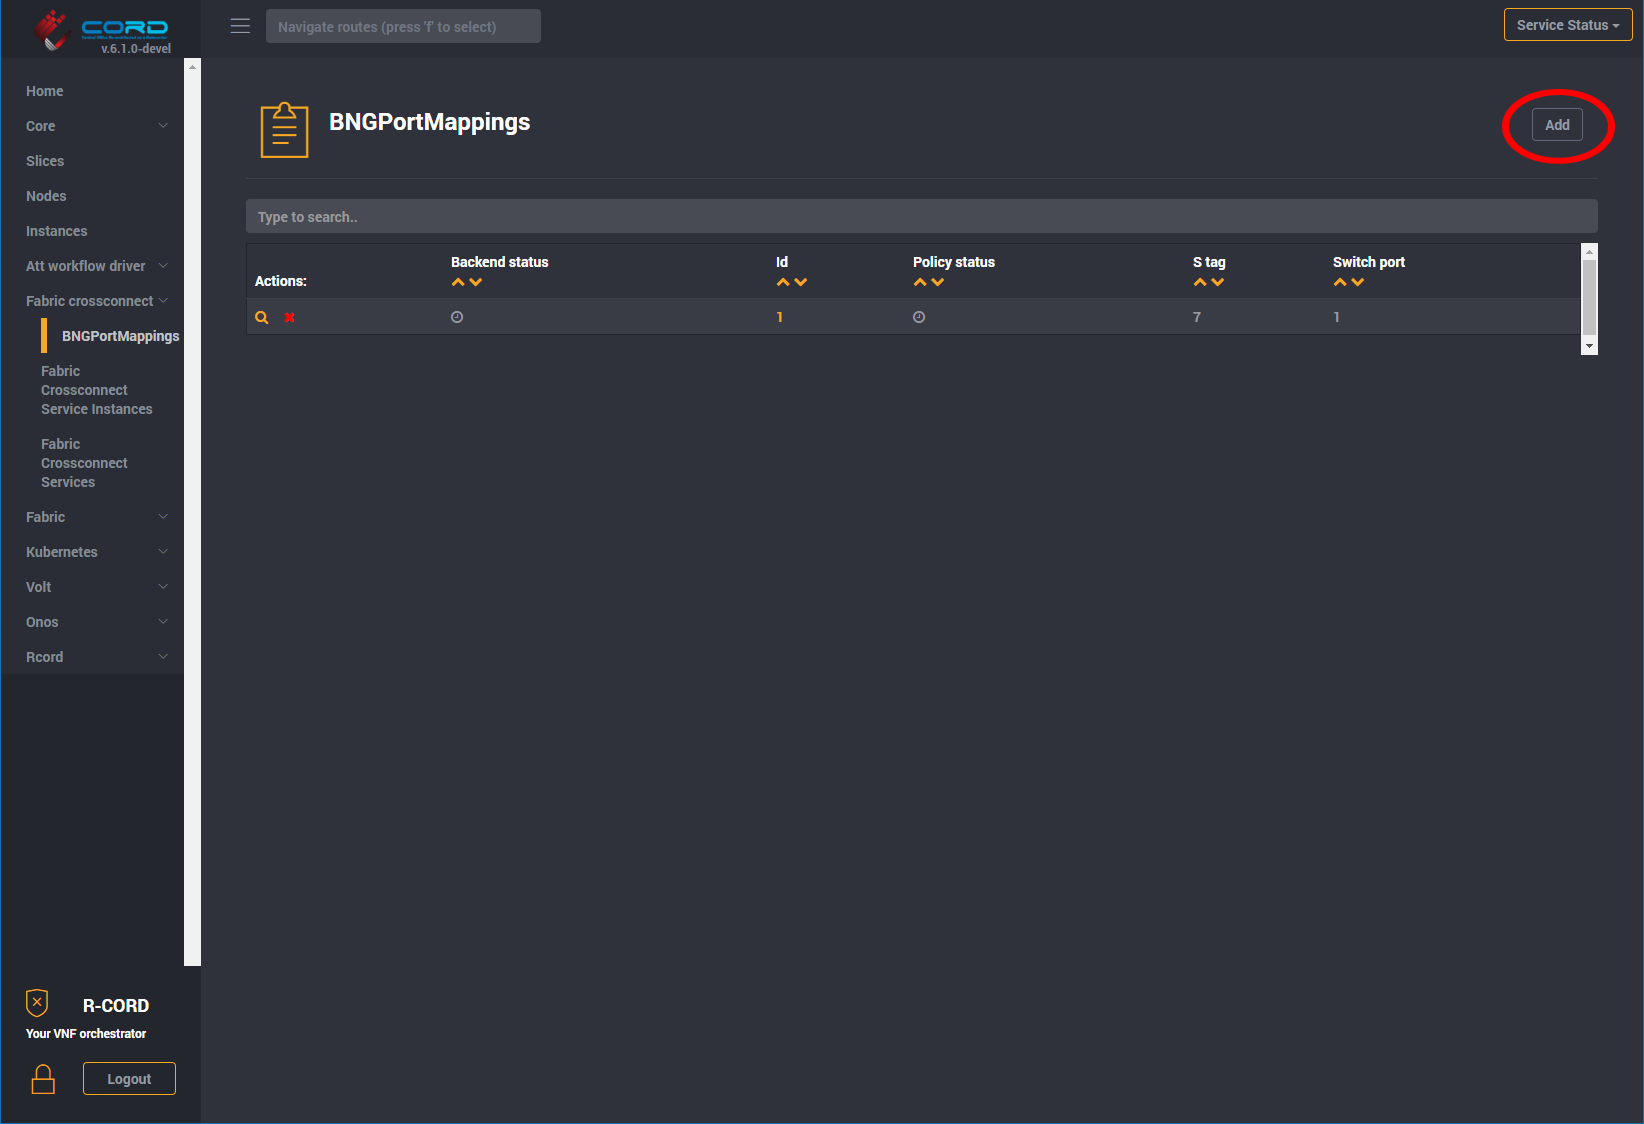 CORD
v.6.1.0-devel
Navigate routes (press 'f' to select)
Service Status
Home
Core
Slices
Nodes
Instances
Att workflow driver
Fabric crossconnect
BNGPortMappings
Fabric
Crossconnect
Service Instances
Fabric
Crossconnect
Services
Fabric
Kubernetes
Volt
Onos
Rcord
R-CORD
Your VNF orchestrator
Logout
BNGPortMappings
Add
Type to search..
Actions: Backend status Id Policy status S tag Switch port
1 7 1